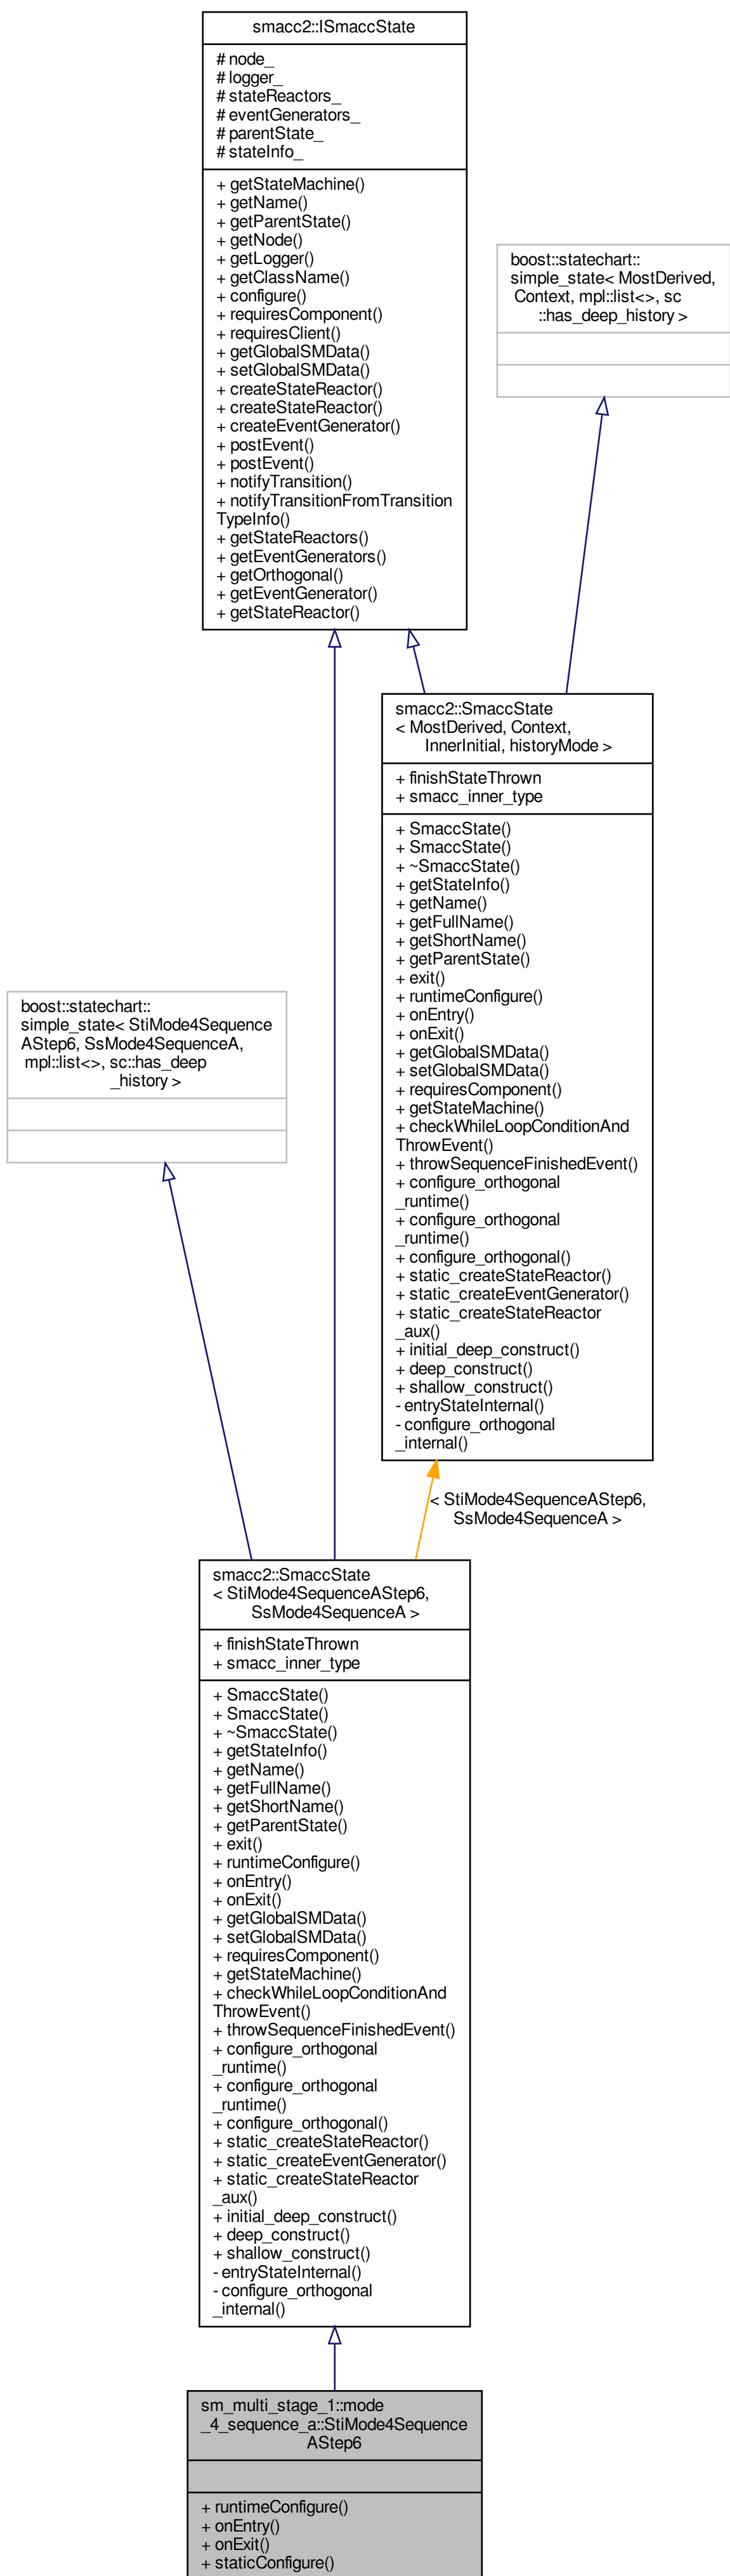 smacc2::ISmaccState
# node_
# logger_
# stateReactors_
# eventGenerators_
# parentState_
# stateInfo_
+ getStateMachine()
+ getName()
+ getParentState()
+ getNode()
+ getLogger()
+ getClassName()
+ configure()
+ requiresComponent()
+ requiresClient()
+ getGlobalSMData()
+ setGlobalSMData()
+ createStateReactor()
+ createStateReactor()
+ createEventGenerator()
+ postEvent()
+ postEvent()
+ notifyTransition()
+ notifyTransitionFromTransition
TypeInfo()
+ getStateReactors()
+ getEventGenerators()
+ getOrthogonal()
+ getEventGenerator()
+ getStateReactor()
boost::statechart::
simple_state< MostDerived,
Context, mpl::list<>, sc
::has_deep_history >
smacc2::SmaccState
< MostDerived, Context,
InnerInitial, historyMode >
+ finishStateThrown
+ smacc_inner_type
+ SmaccState()
+ SmaccState()
+ ~SmaccState()
+ getStateInfo()
+ getName()
+ getFullName()
+ getShortName()
+ getParentState()
+ exit()
+ runtimeConfigure()
+ onEntry()
+ onExit()
+ getGlobalSMData()
+ setGlobalSMData()
+ requiresComponent()
+ getStateMachine()
+ checkWhileLoopConditionAnd
ThrowEvent()
+ throwSequenceFinishedEvent()
+ configure_orthogonal
_runtime()
+ configure_orthogonal
_runtime()
+ configure_orthogonal()
+ static_createStateReactor()
+ static_createEventGenerator()
+ static_createStateReactor
_aux()
+ initial_deep_construct()
+ deep_construct()
+ shallow_construct()
- entryStateInternal()
- configure_orthogonal
_internal()
boost::statechart::
simple_state< StiMode4Sequence
AStep6, SsMode4SequenceA,
mpl::list<>, sc::has_deep
_history >
< StiMode4SequenceAStep6,
SsMode4SequenceA >
smacc2::SmaccState
< StiMode4SequenceAStep6,
SsMode4SequenceA >
+ finishStateThrown
+ smacc_inner_type
+ SmaccState()
+ SmaccState()
+ ~SmaccState()
+ getStateInfo()
+ getName()
+ getFullName()
+ getShortName()
+ getParentState()
+ exit()
+ runtimeConfigure()
+ onEntry()
+ onExit()
+ getGlobalSMData()
+ setGlobalSMData()
+ requiresComponent()
+ getStateMachine()
+ checkWhileLoopConditionAnd
ThrowEvent()
+ throwSequenceFinishedEvent()
+ configure_orthogonal
_runtime()
+ configure_orthogonal
_runtime()
+ configure_orthogonal()
+ static_createStateReactor()
+ static_createEventGenerator()
+ static_createStateReactor
_aux()
+ initial_deep_construct()
+ deep_construct()
+ shallow_construct()
- entryStateInternal()
- configure_orthogonal
_internal()
sm_multi_stage_1::mode
_4_sequence_a::StiMode4Sequence
AStep6
+ runtimeConfigure()
+ onEntry()
+ onExit()
+ staticConfigure()